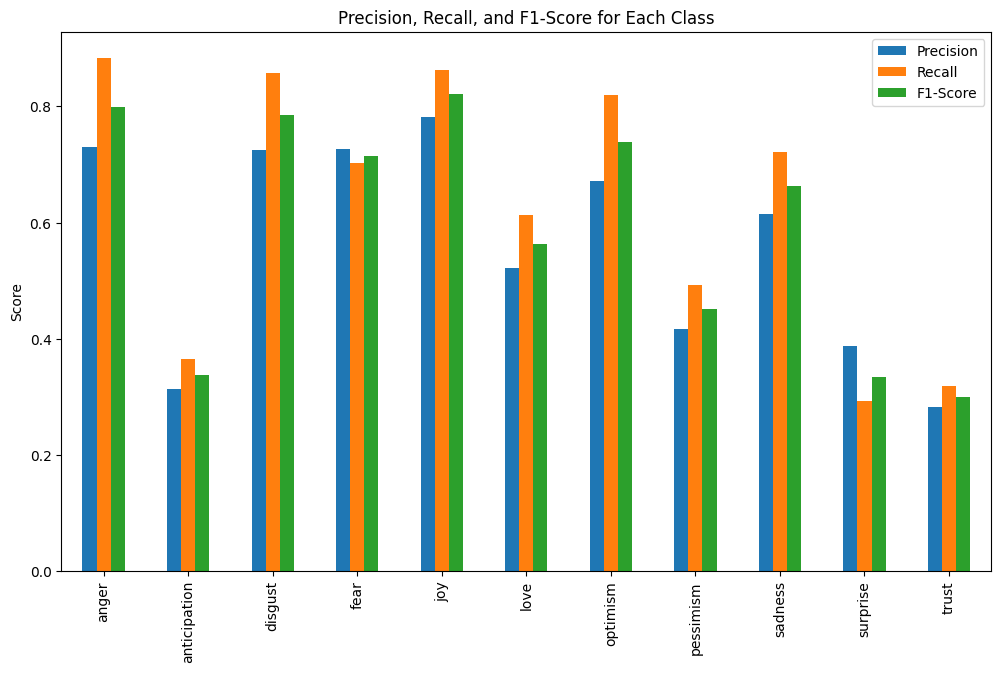 Precision, Recall, and F1-Score for Each Class
Precision
Recall
F1-Score
Score
0.8
0.6
0.4
0.2
0.0
anger
anticipation
disgust
fear
joy
love
optimism
pessimism
sadness
surprise
trust